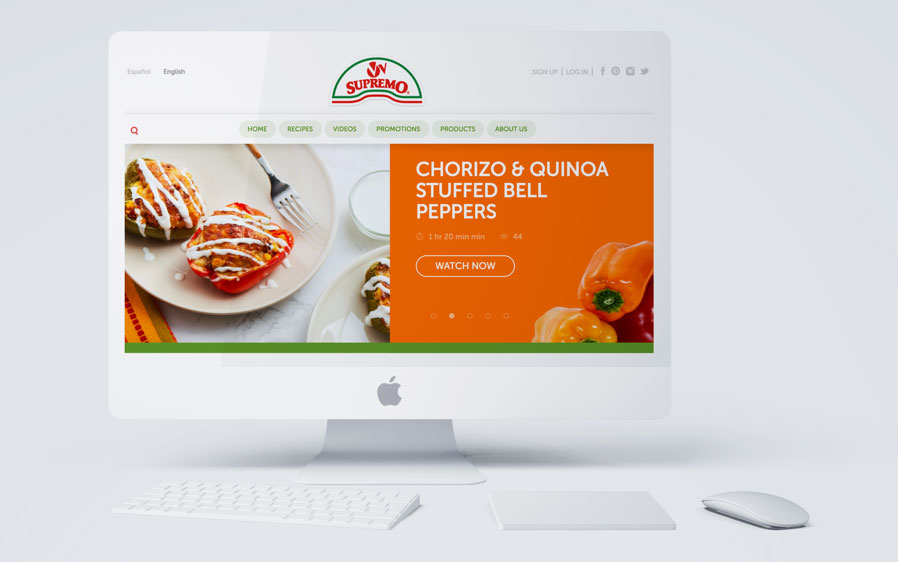 Español English
V&V
SUPREMO®
SIGN UP | LOG IN |
HOME RECIPES VIDEOS PROMOTIONS PRODUCTS ABOUT US
CHORIZO & QUINOA
STUFFED BELL
PEPPERS
1 hr 20 min min 44
WATCH NOW